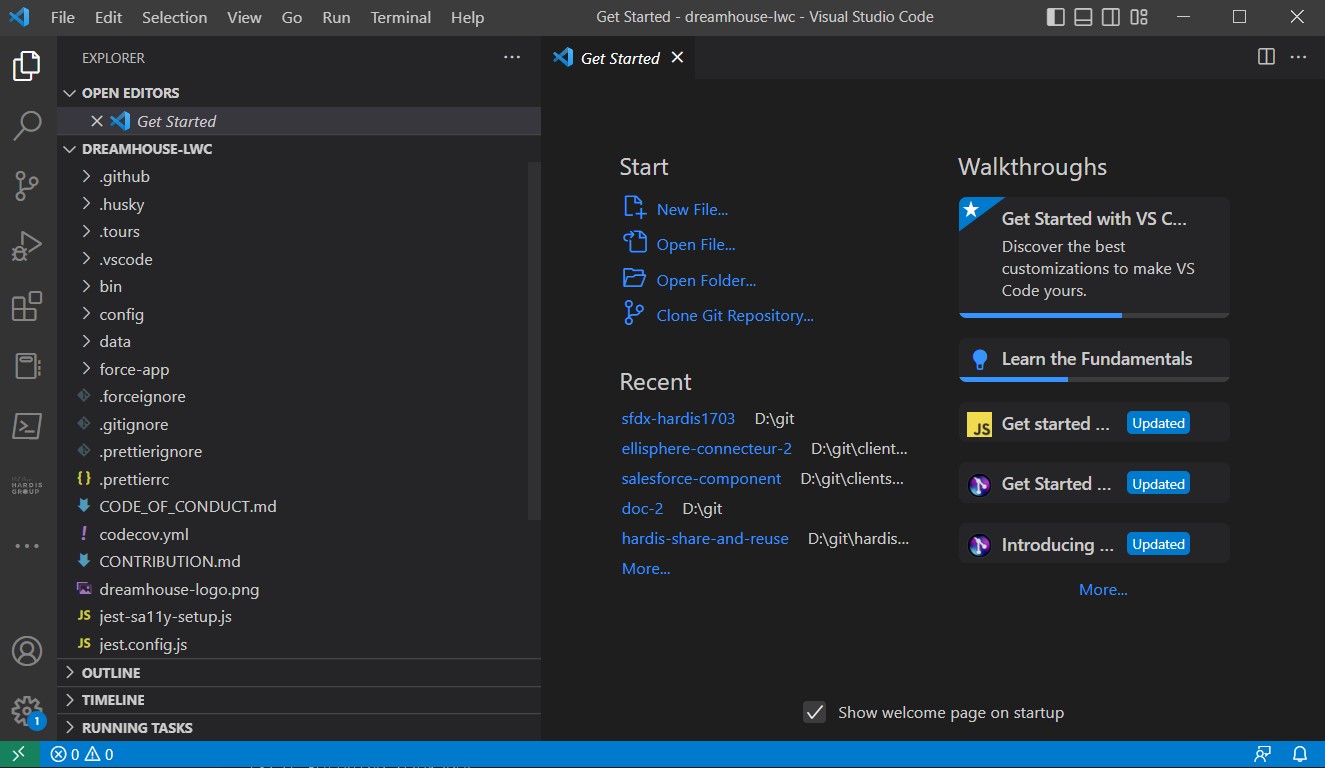 File Edit Selection View Go Run Terminal Help
Get Started - dreamhouse-lwc - Visual Studio Code
EXPLORER
OPEN EDITORS
Get Started
DREAMHOUSE-LWC
.github
.husky
.tours
.vscode
bin
config
data
force-app
.forceignore
.gitignore
.prettierignore
{} .prettierrc
CODE_OF_CONDUCT.md
! codecov.yml
CONTRIBUTION.md
dreamhouse-logo.png
JS jest-sa11y-setup.js
JS jest.config.js
OUTLINE
TIMELINE
RUNNING TASKS
HARDIS
GROUP
1
Get Started
Start
New File...
Open File...
Open Folder...
Clone Git Repository...
Recent
sfdx-hardis1703 D:\git
ellisphere-connecteur-2 D:\git\client...
salesforce-component D:\git\clients...
doc-2 D:\git
hardis-share-and-reuse D:\git\hardis...
More...
Walkthroughs
Get Started with VS C...
Discover the best
customizations to make VS
Code yours.
Learn the Fundamentals
JS Get started ... Updated
Get Started ... Updated
Introducing ... Updated
More...
Show welcome page on startup
0 0